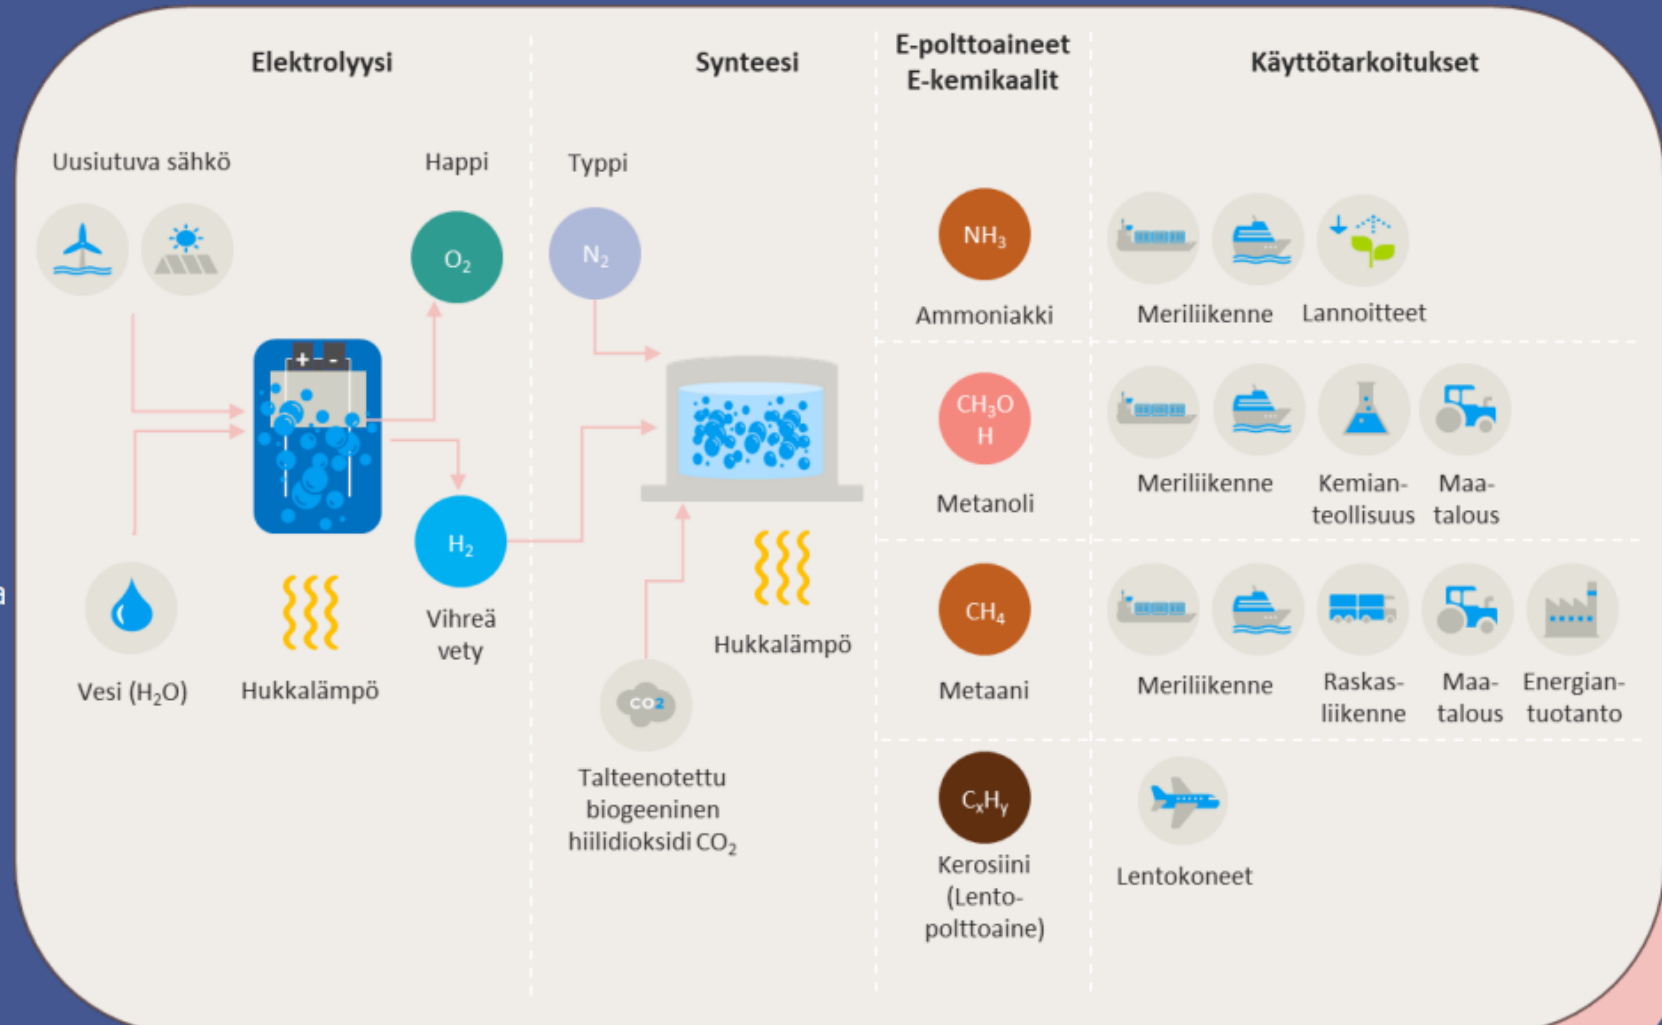 Elektrolyysi
Synteesi
E-polttoaineet
E-kemikaalit
Käyttötarkoitukset
Uusiutuva sähkö
Happi
Typpi
O₂
N₂
+ -
H₂
Vihreä
vety
Vesi (H₂O)
Hukkalämpö
Hukkalämpö
CO2
Talteenotettu
biogeeninen
hiilidioksidi CO₂
NH₃
Ammoniakki
Meriliikenne
Lannoitteet
CH₃O
H
Metanoli
Meriliikenne
Kemian-
teollisuus
Maa-
talous
CH₄
Metaani
Meriliikenne
Raskas-
liikenne
Maa-
talous
Energian-
tuotanto
CₓHᵧ
Kerosiini
(Lento-
polttoaine)
Lentokoneet